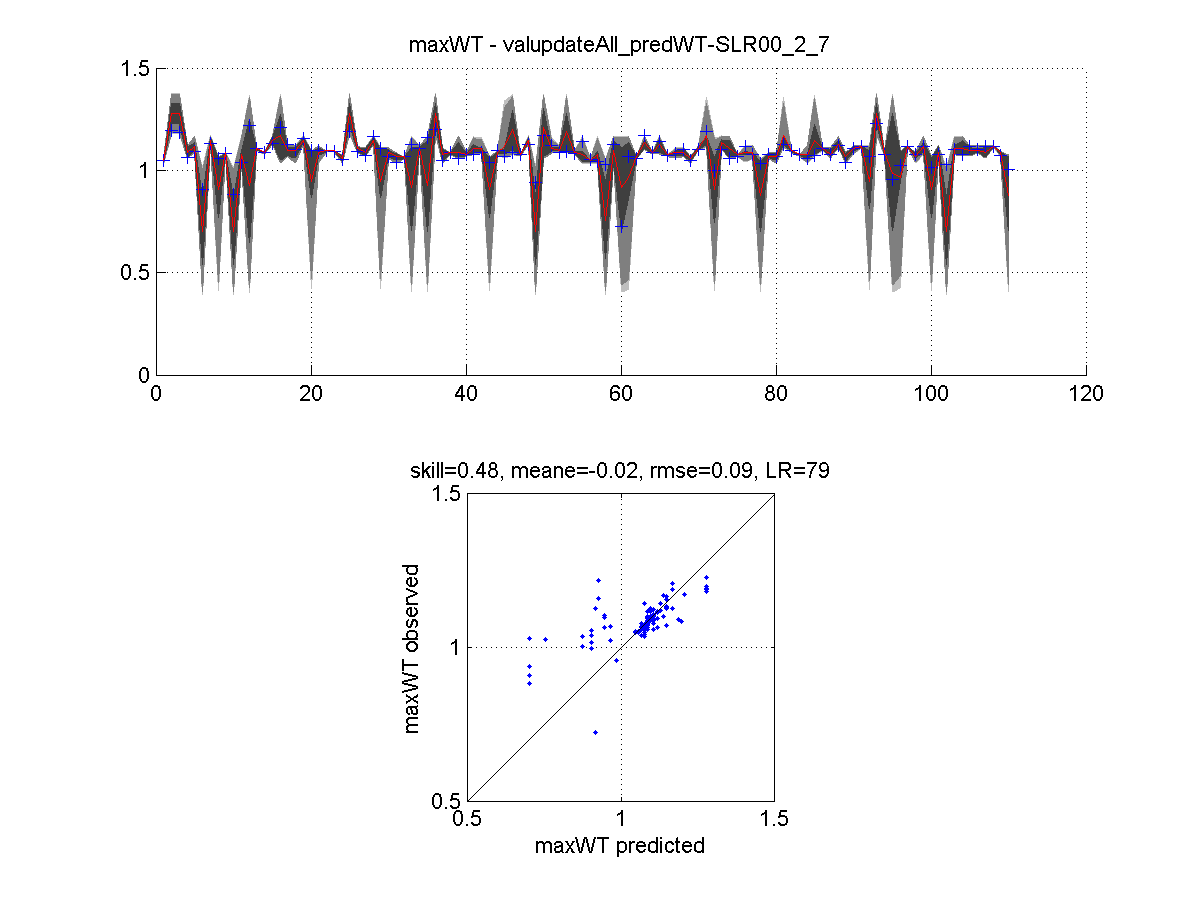 maxWT - valupdateAll_predWT-SLR00_2_7
1.5
1
0.5
0
0 20 40 60 80 100 120
skill=0.48, meane=-0.02, rmse=0.09, LR=79
1.5
maxWT observed
1
0.5
0.5 1 1.5
maxWT predicted